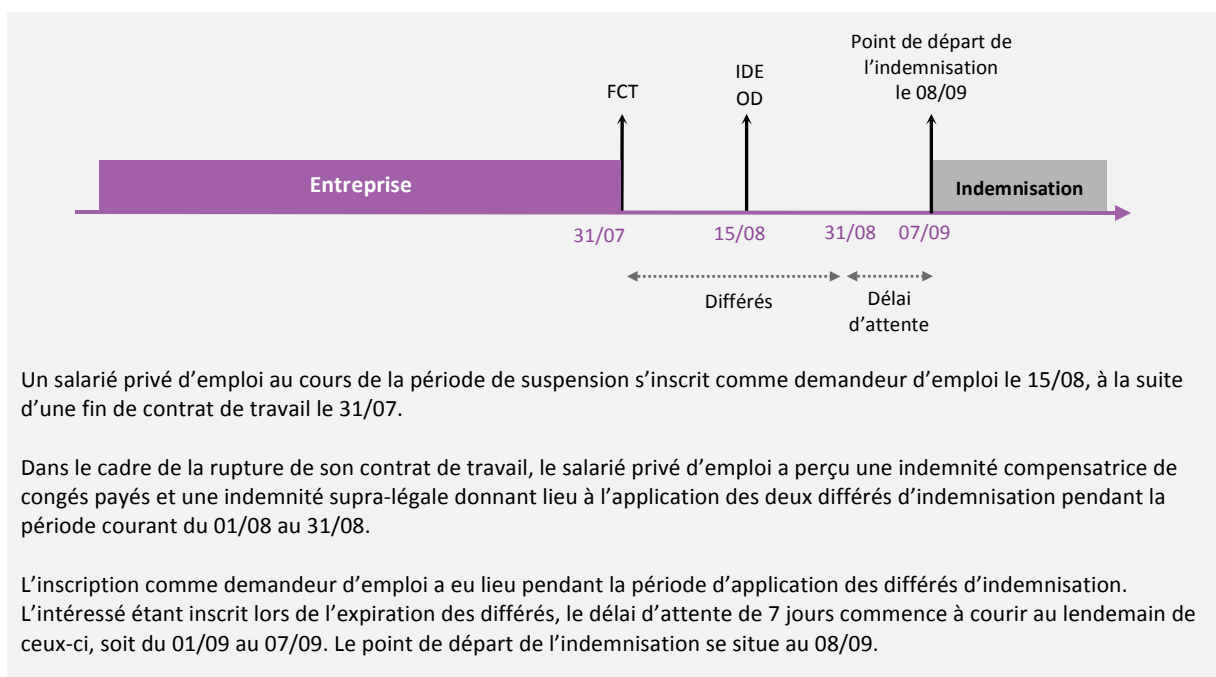 Point de départ de
l’indemnisation
le 08/09
IDE
OD
FCT
Entreprise
Indemnisation
31/07
15/08
31/08
07/09
Différés
Délai
d’attente
Un salarié privé d’emploi au cours de la période de suspension s’inscrit comme demandeur d’emploi le 15/08, à la suite
d’une fin de contrat de travail le 31/07.
Dans le cadre de la rupture de son contrat de travail, le salarié privé d’emploi a perçu une indemnité compensatrice de
congés payés et une indemnité supra-légale donnant lieu à l’application des deux différés d’indemnisation pendant la
période courant du 01/08 au 31/08.
L’inscription comme demandeur d’emploi a eu lieu pendant la période d’application des différés d’indemnisation.
L’intéressé étant inscrit lors de l’expiration des différés, le délai d’attente de 7 jours commence à courir au lendemain de
ceux-ci, soit du 01/09 au 07/09. Le point de départ de l’indemnisation se situe au 08/09.